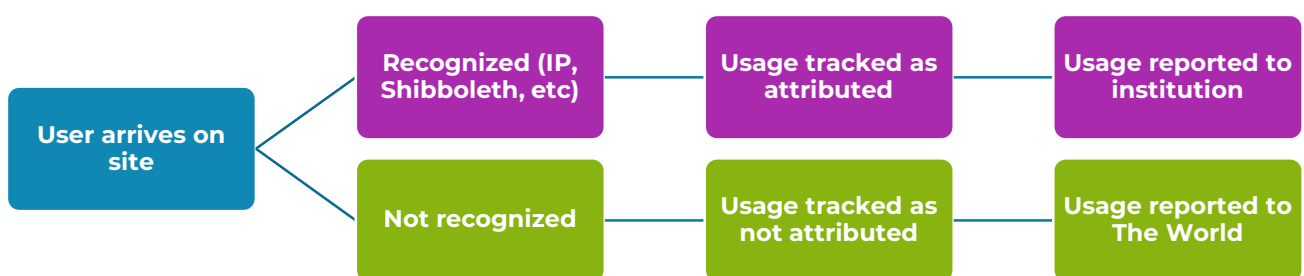 User arrives on
site
Recognized (IP,
Shibboleth, etc)
Usage tracked as
attributed
Usage reported to
institution
Not recognized
Usage tracked as
not attributed
Usage reported to
The World